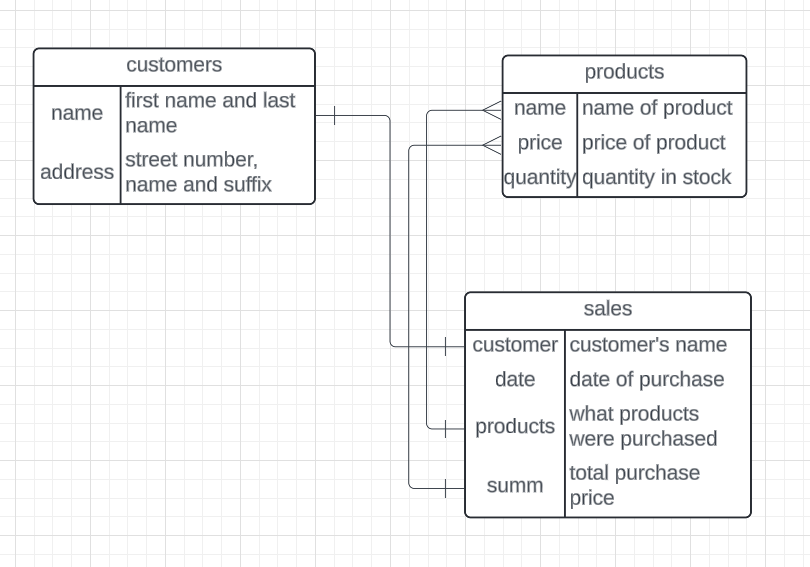 customers
name
first name and last
name
address
street number,
name and suffix
products
name
name of product
price
price of product
quantity
quantity in stock
sales
customer
customer's name
date
date of purchase
products
what products
were purchased
summ
total purchase
price